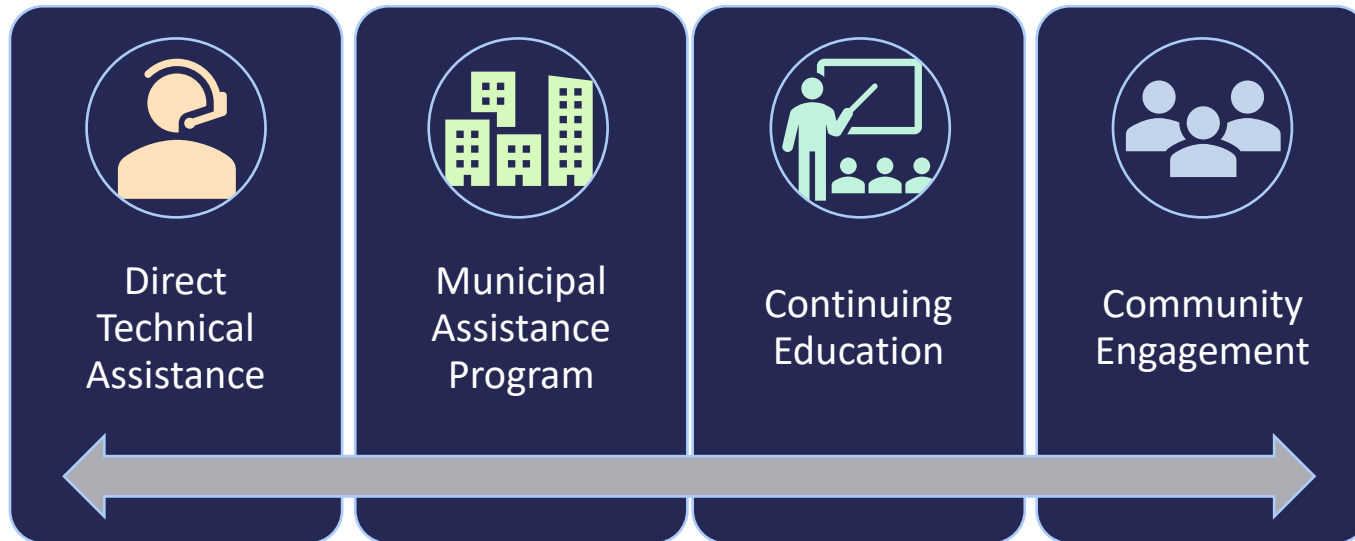 Direct
Technical
Assistance
Municipal
Assistance
Program
Continuing
Education
Community
Engagement